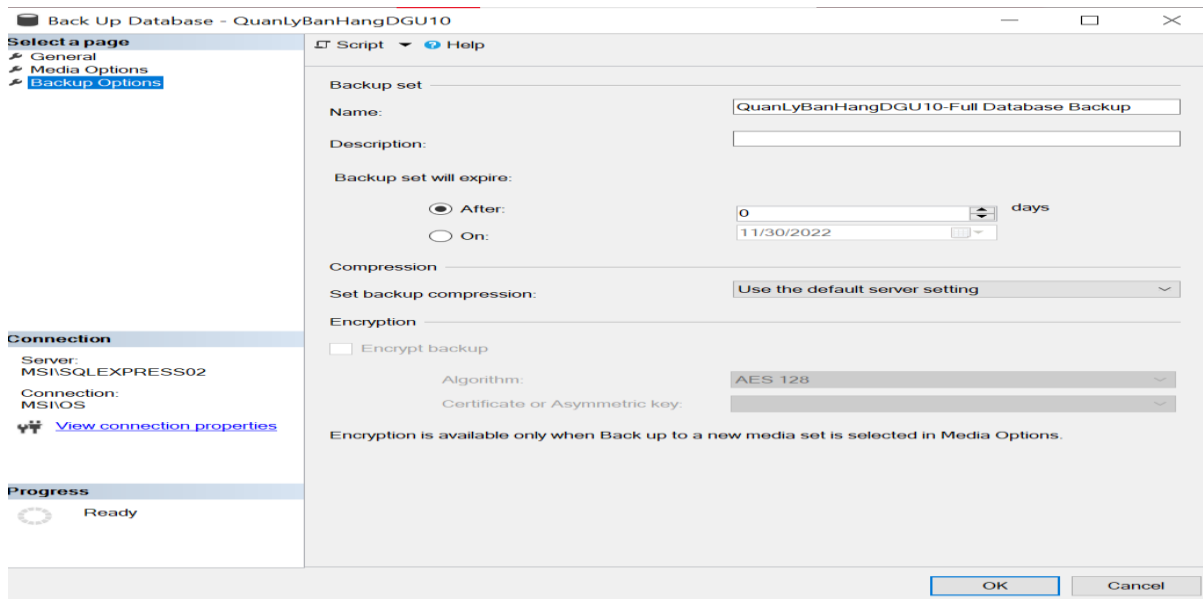 Back Up Database - QuanLyBanHangDGU10
Select a page
General
Media Options
Backup Options
Script Help
Backup set
Name: QuanLyBanHangDGU10-Full Database Backup
Description:
Backup set will expire:
After: 0 days
On: 11/30/2022
Compression
Set backup compression: Use the default server setting
Encryption
Encrypt backup
Algorithm: AES 128
Certificate or Asymmetric key:
Encryption is available only when Back up to a new media set is selected in Media Options.
Connection
Server:
MSI\SQLEXPRESS02
Connection:
MSI\OS
View connection properties
Progress
Ready
OK Cancel